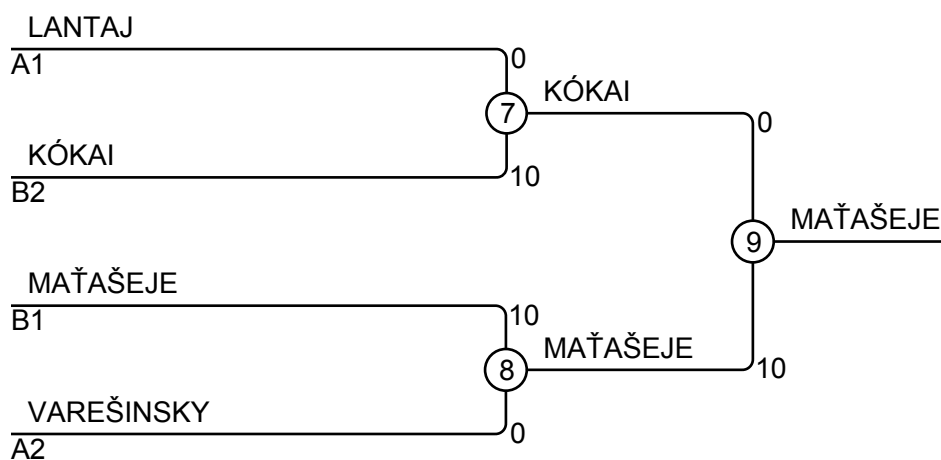 LANTAJ
A1
0
7
KÓKAI
0
KÓKAI
B2
10
9
MAŤAŠEJE
MAŤAŠEJE
B1
10
8
MAŤAŠEJE
10
VAREŠINSKY
A2
0